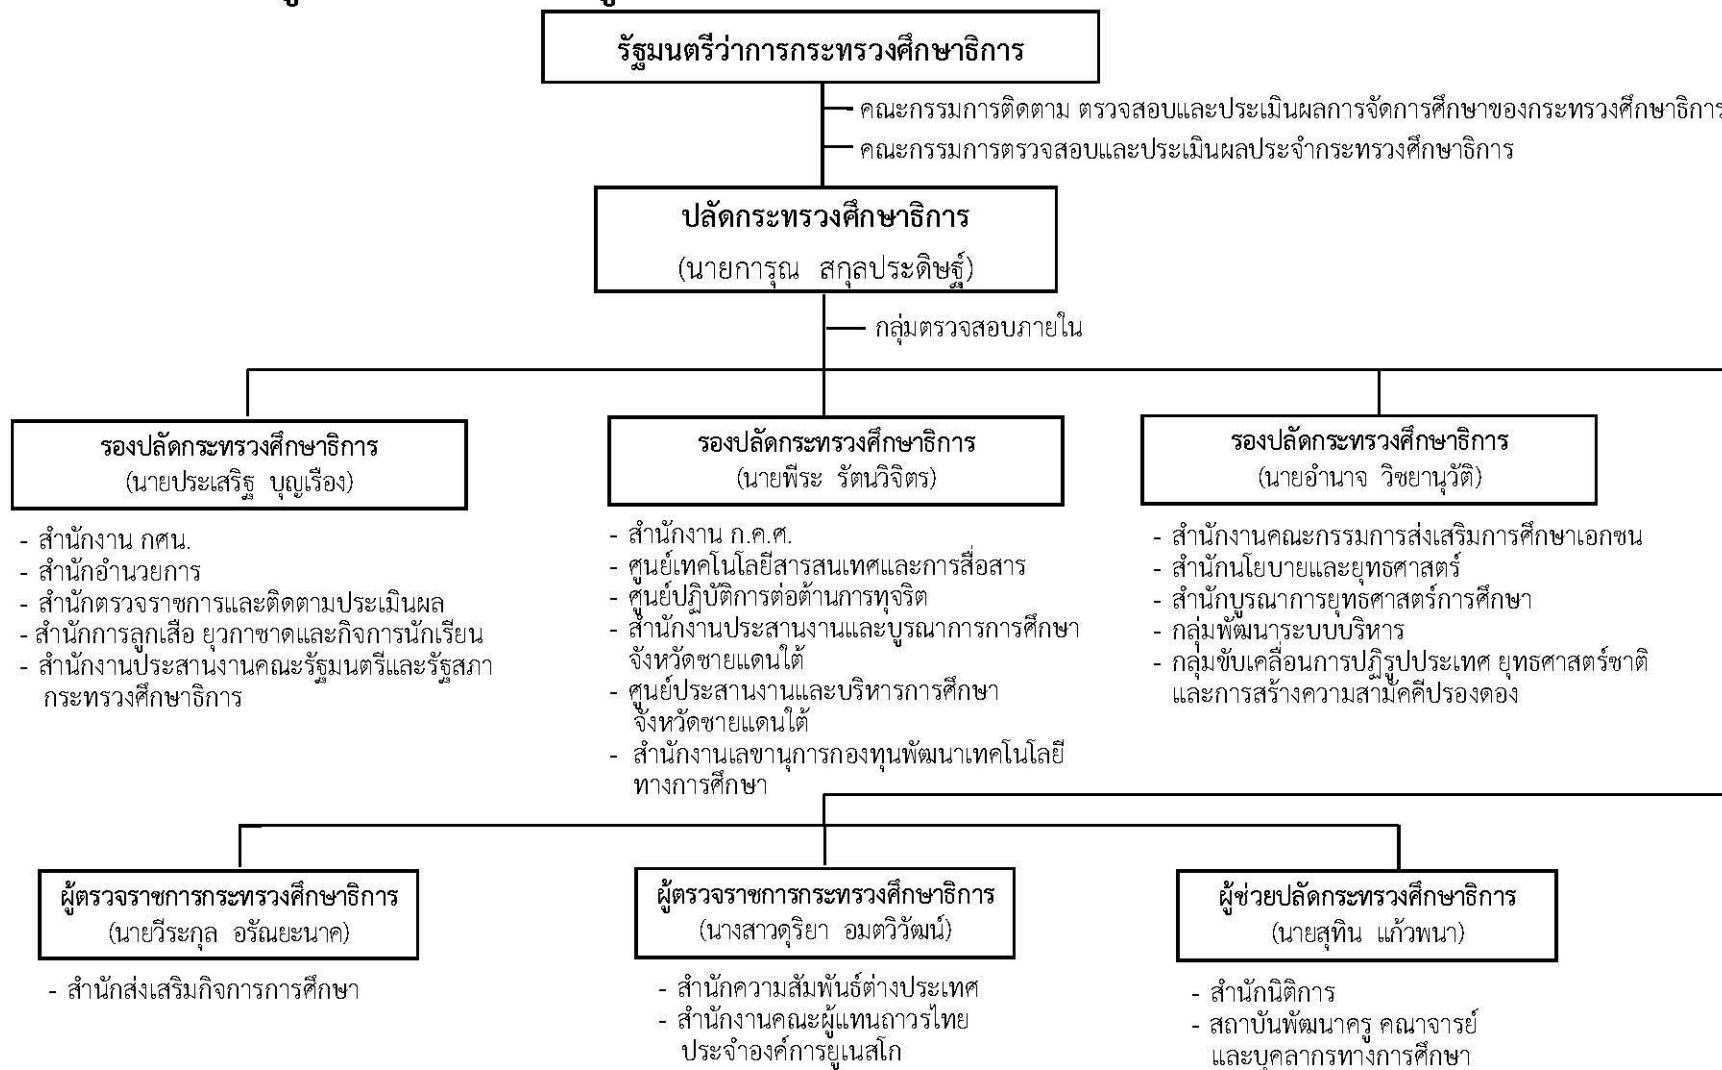 รัฐมนตรีว่าการกระทรวงศึกษาธิการ
คณะกรรมการติดตาม ตรวจสอบและประเมินผลการจัดการศึกษาของกระทรวงศึกษาธิการ
คณะกรรมการตรวจสอบและประเมินผลประจำกระทรวงศึกษาธิการ
ปลัดกระทรวงศึกษาธิการ
(นายการุณ สกุลประดิษฐ์)
กลุ่มตรวจสอบภายใน
รองปลัดกระทรวงศึกษาธิการ
(นายประเสริฐ บุญเรือง)
- สำนักงาน กศน.
- สำนักอำนวยการ
- สำนักตรวจราชการและติดตามประเมินผล
- สำนักการลูกเสือ ยุวกาชาดและกิจการนักเรียน
- สำนักงานประสานงานคณะรัฐมนตรีและรัฐสภา
กระทรวงศึกษาธิการ
รองปลัดกระทรวงศึกษาธิการ
(นายพีระ รัตนวิจิตร)
- สำนักงาน ก.ค.ศ.
- ศูนย์เทคโนโลยีสารสนเทศและการสื่อสาร
- ศูนย์ปฏิบัติการต่อต้านการทุจริต
- สำนักงานประสานงานและบูรณาการการศึกษา
จังหวัดชายแดนใต้
- ศูนย์ประสานงานและบริหารการศึกษา
จังหวัดชายแดนใต้
- สำนักงานเลขานุการกองทุนพัฒนาเทคโนโลยี
ทางการศึกษา
รองปลัดกระทรวงศึกษาธิการ
(นายอำนาจ วิชยานุวัติ)
- สำนักงานคณะกรรมการส่งเสริมการศึกษาเอกชน
- สำนักนโยบายและยุทธศาสตร์
- สำนักบูรณาการยุทธศาสตร์การศึกษา
- กลุ่มพัฒนาระบบบริหาร
- กลุ่มขับเคลื่อนการปฏิรูปประเทศ ยุทธศาสตร์ชาติ
และการสร้างความสามัคคีปรองดอง
ผู้ตรวจราชการกระทรวงศึกษาธิการ
(นายวีระกุล อรัณยะนาค)
- สำนักส่งเสริมกิจการการศึกษา
ผู้ตรวจราชการกระทรวงศึกษาธิการ
(นางสาวดุริยา อมตวิวัฒน์)
- สำนักความสัมพันธ์ต่างประเทศ
- สำนักงานคณะผู้แทนถาวรไทย
ประจำองค์การยูเนสโก
ผู้ช่วยปลัดกระทรวงศึกษาธิการ
(นายสุทิน แก้วพนา)
- สำนักนิติการ
- สถาบันพัฒนาครู คณาจารย์
และบุคลากรทางการศึกษา